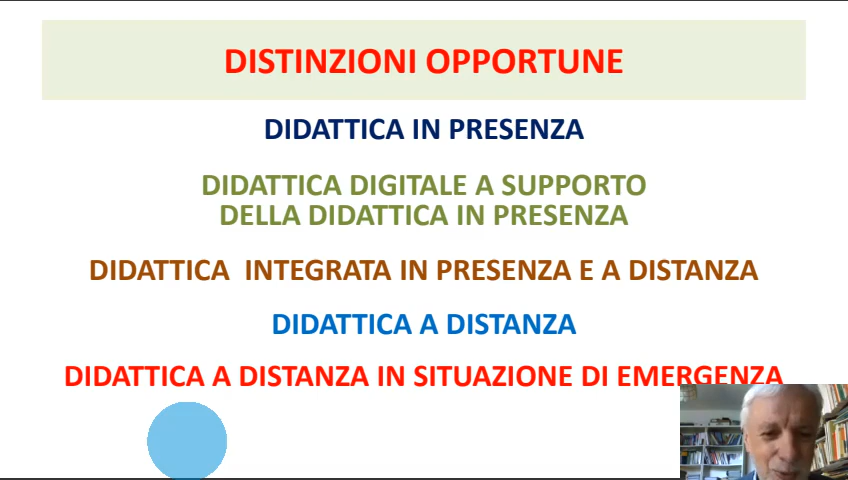 DISTINZIONI OPPORTUNE
DIDATTICA IN PRESENZA
DIDATTICA DIGITALE A SUPPORTO
DELLA DIDATTICA IN PRESENZA
DIDATTICA INTEGRATA IN PRESENZA E A DISTANZA
DIDATTICA A DISTANZA
DIDATTICA A DISTANZA IN SITUAZIONE DI EMERGENZA